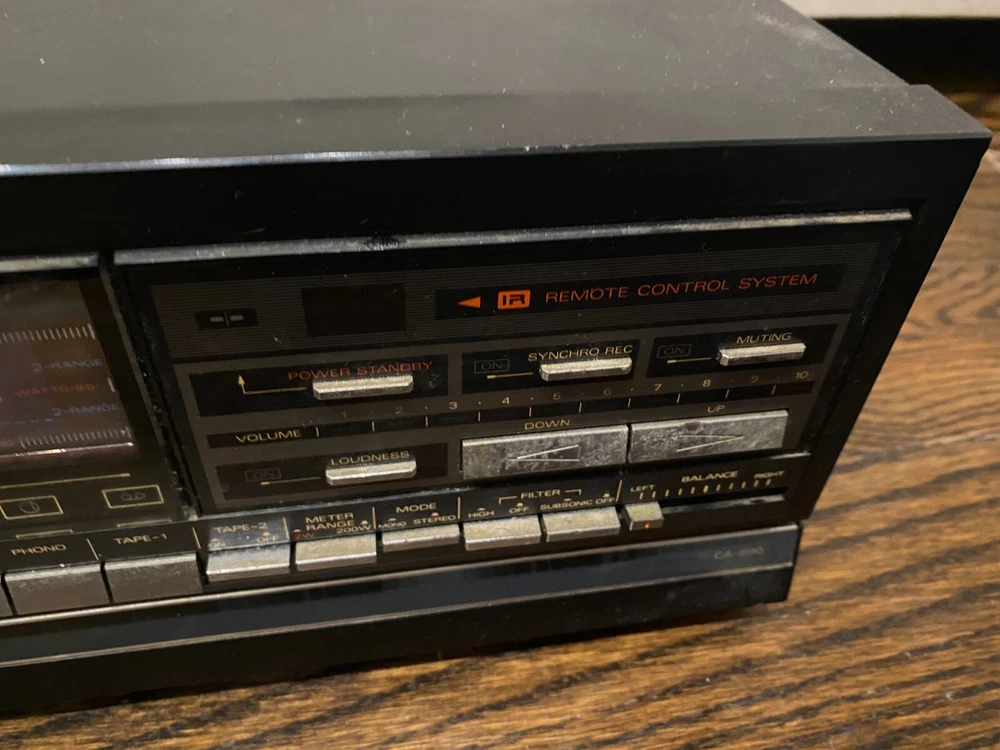 IR REMOTE CONTROL SYSTEM
2-RANGE
WATTS/8Ω
2-RANGE
POWER STANDBY
ON SYNCHRO REC
ON MUTING
1 2 3 4 5 6 7 8 9 10
VOLUME
DOWN UP
ON LOUDNESS
LEFT BALANCE RIGHT
FILTER
HIGH OFF SUBSONIC OFF
MODE
MONO STEREO
METER RANGE
2W 200W
TAPE-2
OFF
PHONO TAPE-1